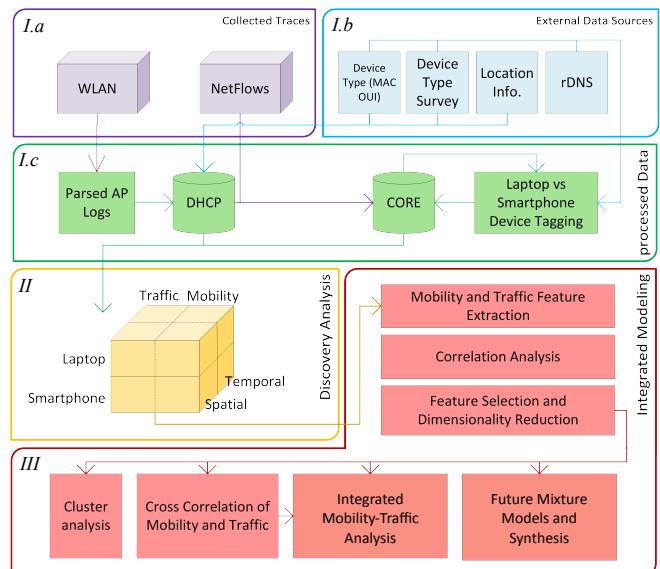 I.a
Collected Traces
WLAN
NetFlows
I.b
External Data Sources
Device
Type (MAC
OUI)
Device
Type
Survey
Location
Info.
rDNS
I.c
Parsed AP
Logs
DHCP
CORE
Laptop vs
Smartphone
Device Tagging
processed Data
II
Traffic
Mobility
Laptop
Smartphone
Temporal
Spatial
Discovery Analysis
Mobility and Traffic Feature
Extraction
Correlation Analysis
Feature Selection and
Dimensionality Reduction
Integrated Modeling
III
Cluster
analysis
Cross Correlation of
Mobility and Traffic
Integrated
Mobility-Traffic
Analysis
Future Mixture
Models and
Synthesis